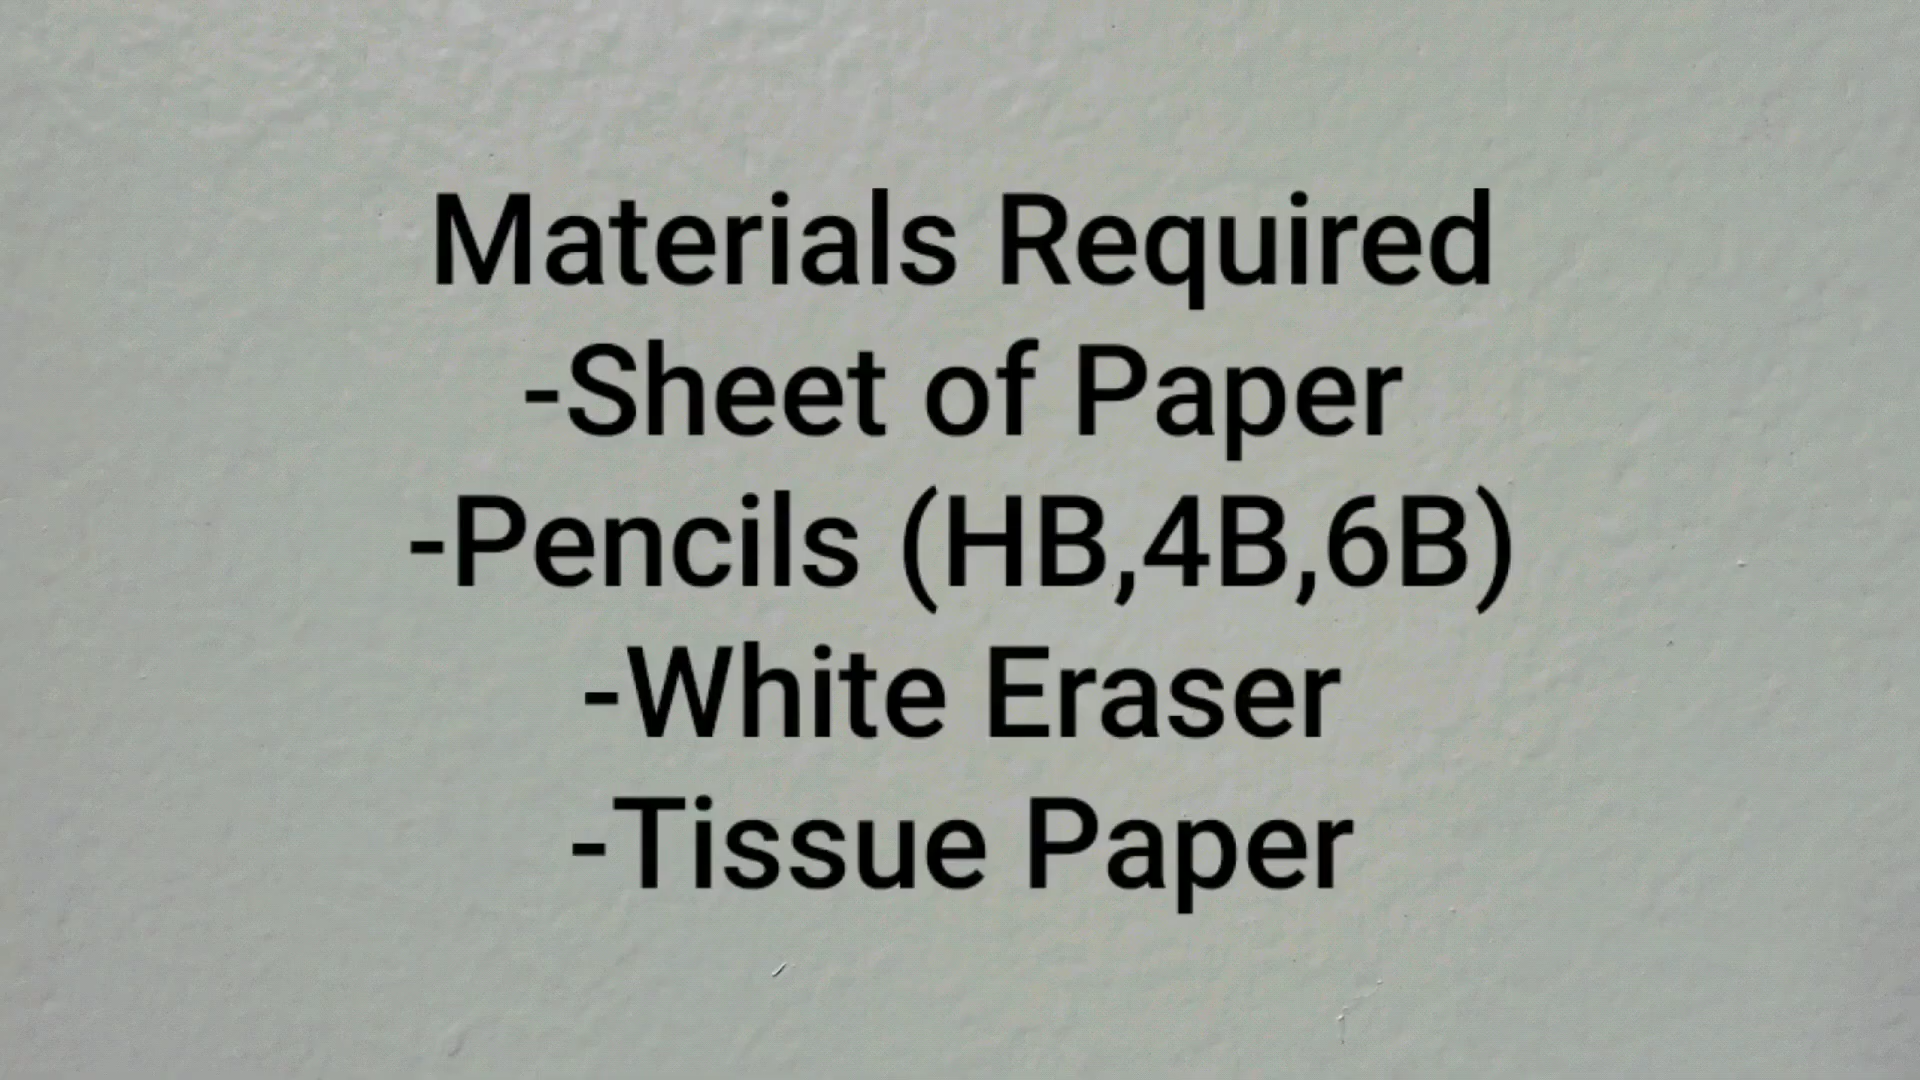 Materials Required
-Sheet of Paper
-Pencils (HB,4B,6B)
-White Eraser
-Tissue Paper